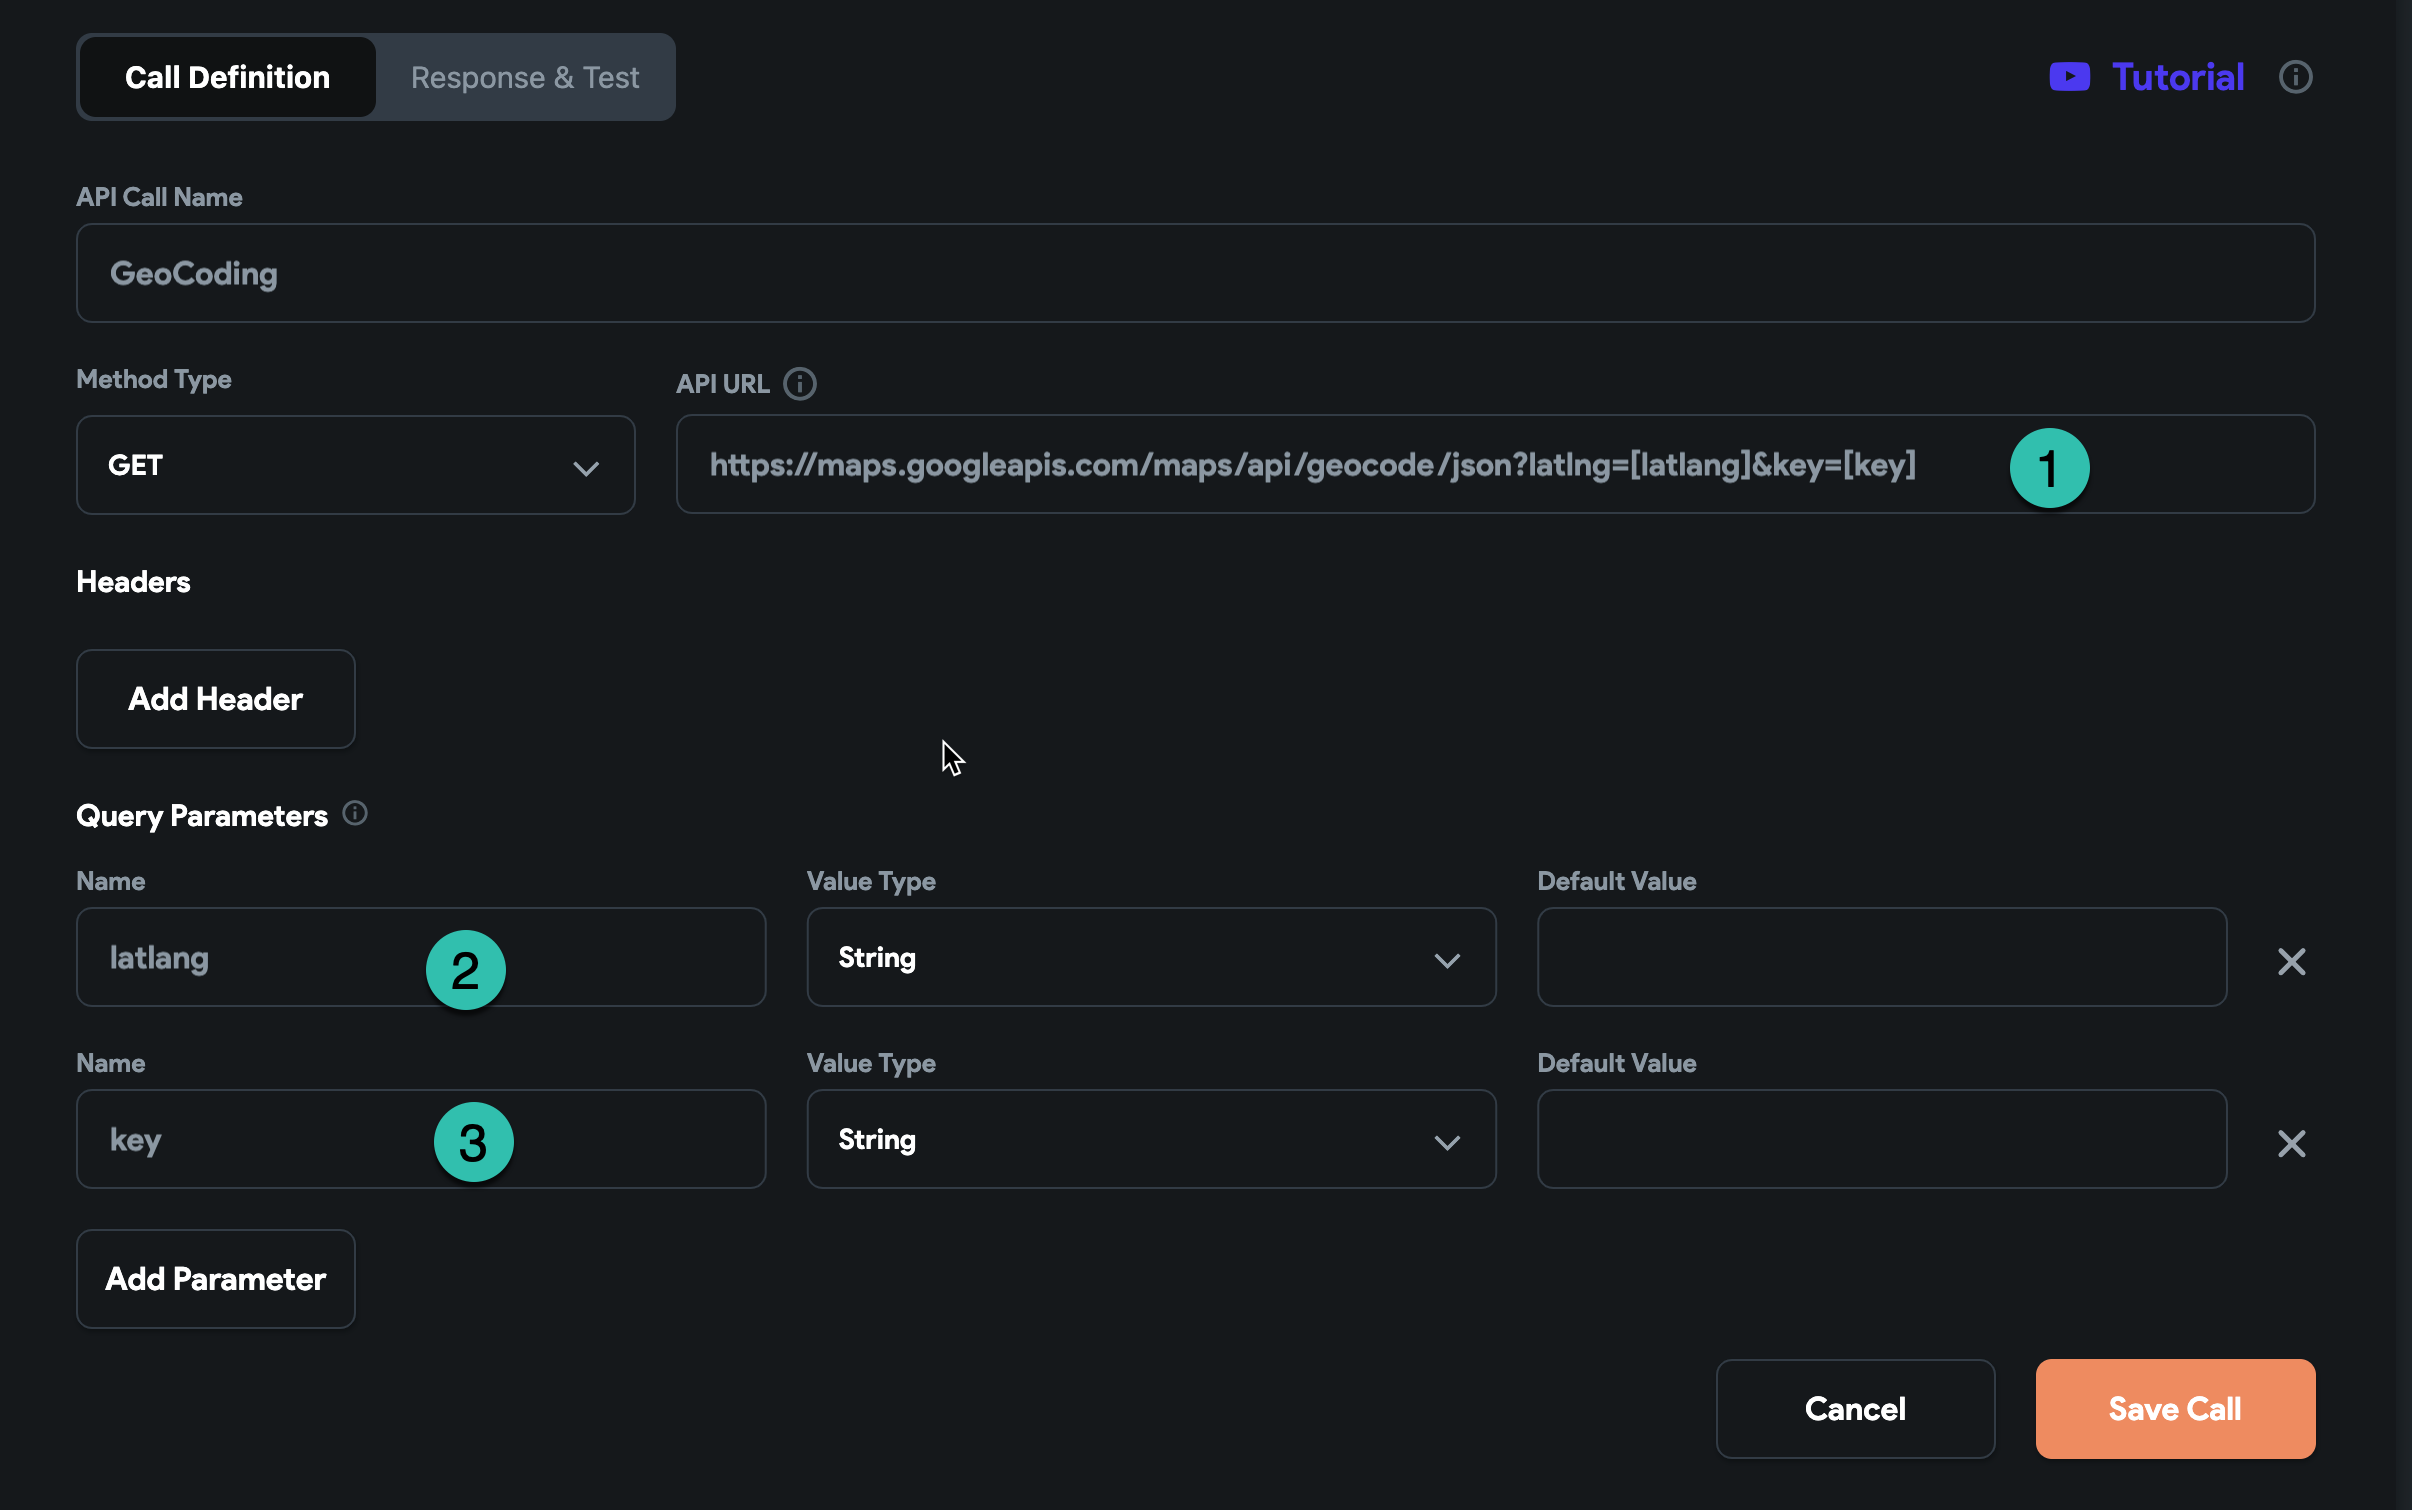 Call Definition
Response & Test
Tutorial
API Call Name
GeoCoding
Method Type
API URL
GET
https://maps.googleapis.com/maps/api/geocode/json?latlng=[latlang]&key=[key]
1
Headers
Add Header
Query Parameters
Name
Value Type
Default Value
latlang
2
String
Name
Value Type
Default Value
key
3
String
Add Parameter
Cancel
Save Call